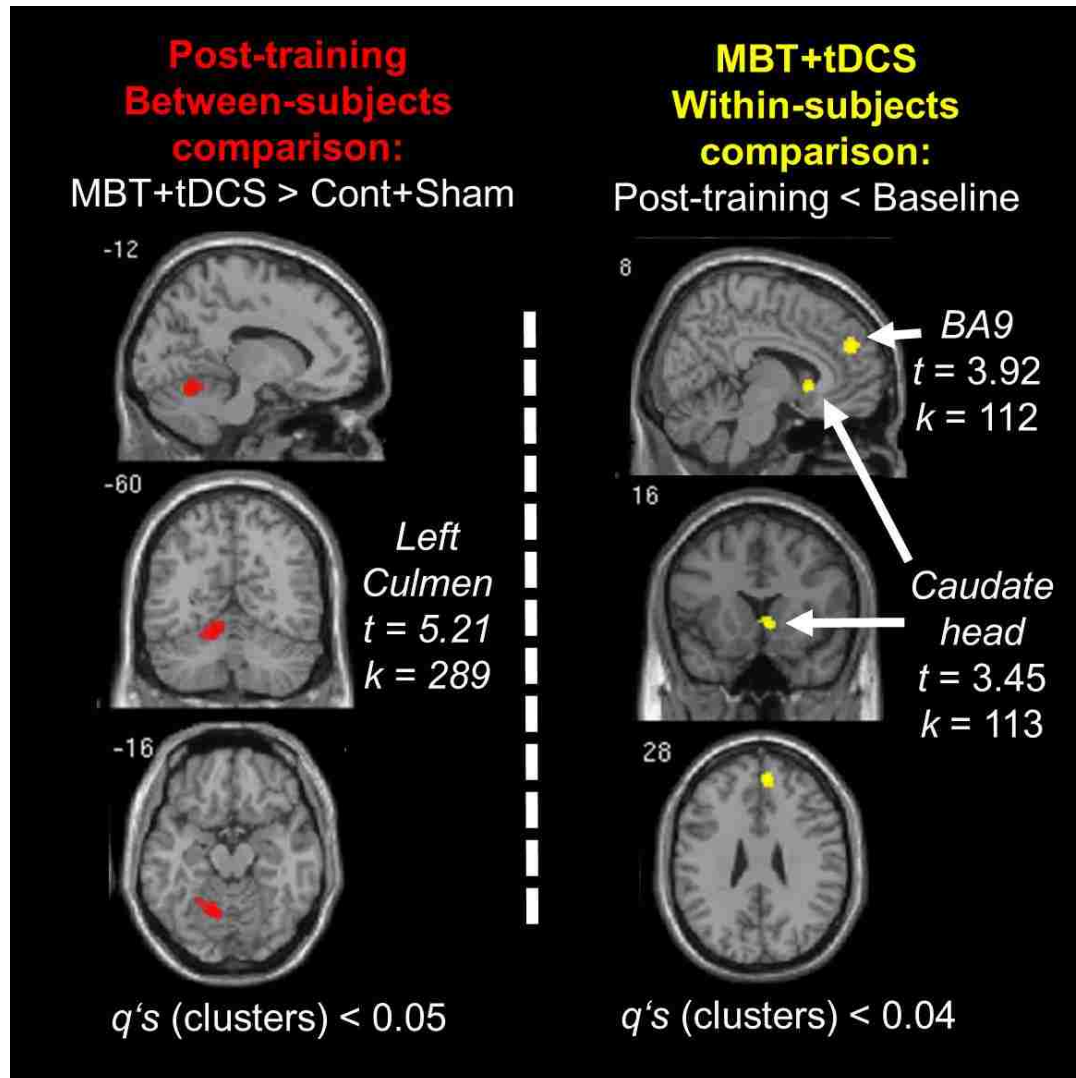 Post-training
Between-subjects
comparison:
MBT+tDCS > Cont+Sham
-12
-60
Left
Culmen
t = 5.21
k = 289
-16
q's (clusters) < 0.05
MBT+tDCS
Within-subjects
comparison:
Post-training < Baseline
8
BA9
t = 3.92
k = 112
16
Caudate
head
t = 3.45
k = 113
28
q's (clusters) < 0.04